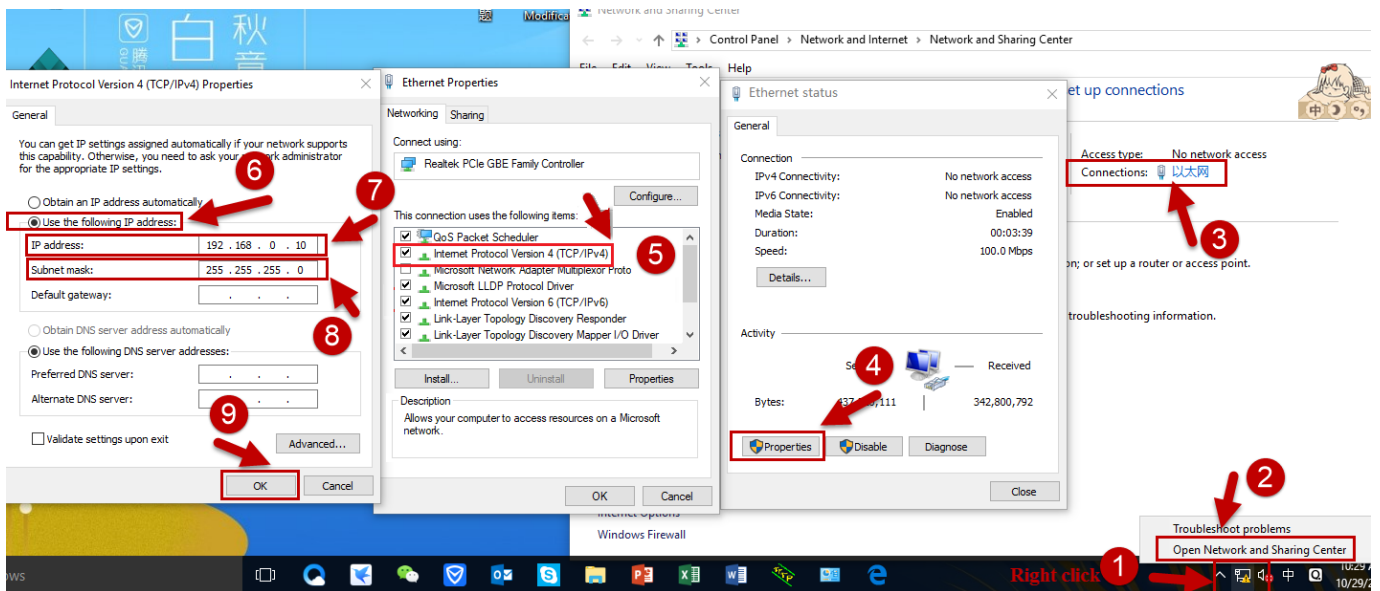 题
Modifica
白
秋
音
腾
讯
Network and Sharing Center
Control Panel > Network and Internet > Network and Sharing Center
File Edit View Tools Help
et up connections
中
Access type: No network access
Connections: 以太网
3
on; or set up a router or access point.
troubleshooting information.
Internet Options
Windows Firewall
Internet Protocol Version 4 (TCP/IPv4) Properties
General
You can get IP settings assigned automatically if your network supports
this capability. Otherwise, you need to ask your network administrator
for the appropriate IP settings.
6
Obtain an IP address automatically
Use the following IP address:
7
IP address: 192 . 168 . 0 . 10
Subnet mask: 255 . 255 . 255 . 0
Default gateway: . . .
8
Obtain DNS server address automatically
Use the following DNS server addresses:
Preferred DNS server: . . .
Alternate DNS server: . . .
9
Validate settings upon exit
Advanced...
OK Cancel
Ethernet Properties
Networking Sharing
Connect using:
Realtek PCIe GBE Family Controller
Configure...
This connection uses the following items:
QoS Packet Scheduler
Internet Protocol Version 4 (TCP/IPv4)
5
Microsoft Network Adapter Multiplexor Proto
Microsoft LLDP Protocol Driver
Internet Protocol Version 6 (TCP/IPv6)
Link-Layer Topology Discovery Responder
Link-Layer Topology Discovery Mapper I/O Driver
Install... Uninstall Properties
Description
Allows your computer to access resources on a Microsoft
network.
OK Cancel
Ethernet status
General
Connection
IPv4 Connectivity: No network access
IPv6 Connectivity: No network access
Media State: Enabled
Duration: 00:03:39
Speed: 100.0 Mbps
Details...
Activity
4
Received
Bytes: 342,800,792
Properties Disable Diagnose
Close
2
Troubleshoot problems
Open Network and Sharing Center
Right click 1
中
10:29
10/29/2